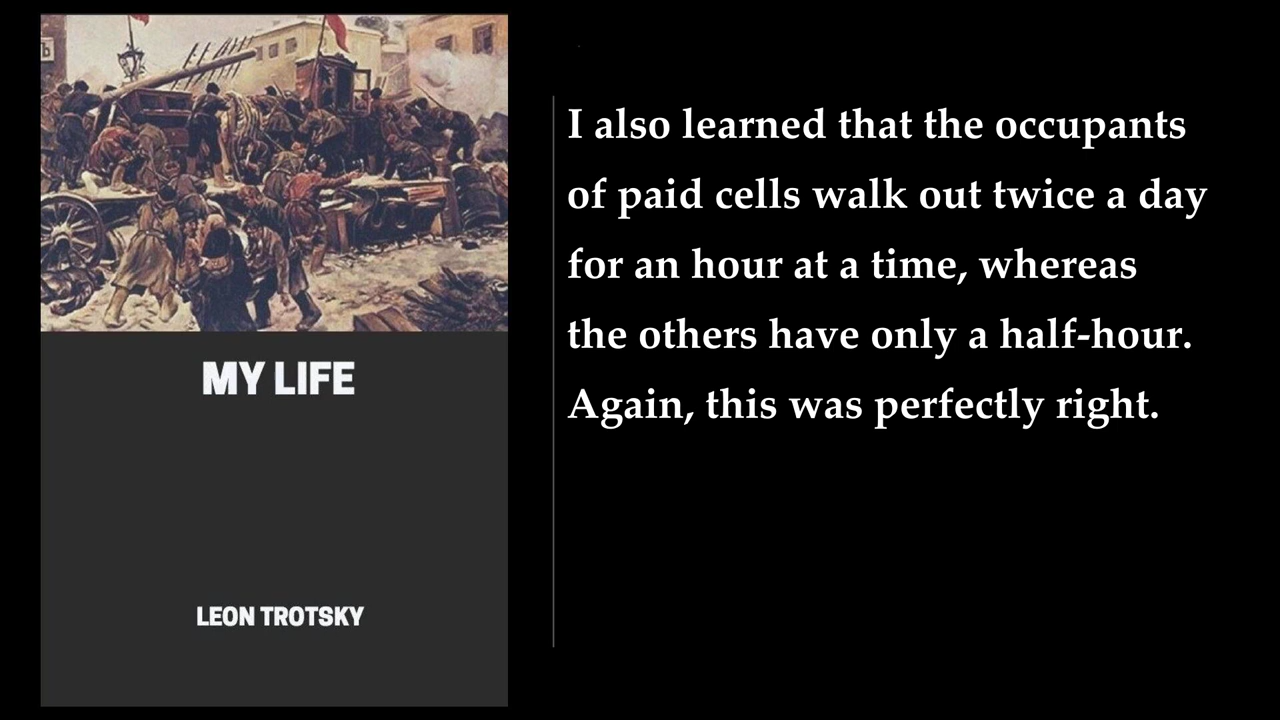 MY LIFE
LEON TROTSKY
I also learned that the occupants
of paid cells walk out twice a day
for an hour at a time, whereas
the others have only a half-hour.
Again, this was perfectly right.